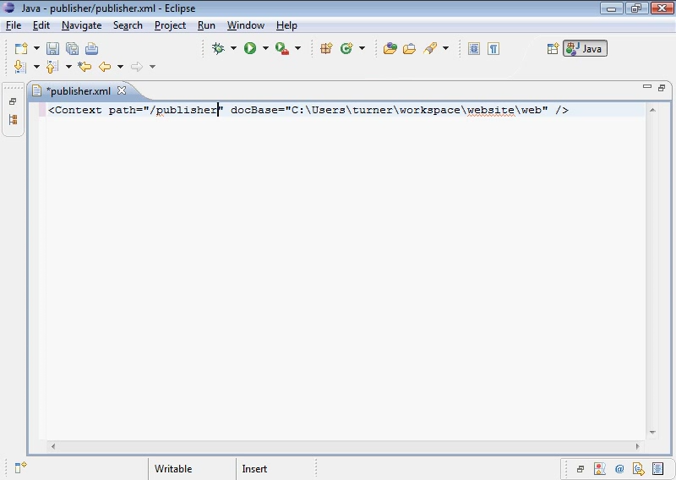 Java - publisher/publisher.xml - Eclipse
File Edit Navigate Search Project Run Window Help
Java
*publisher.xml
<Context path="/publisher" docBase="C:\Users\turner\workspace\website\web" />
Writable Insert